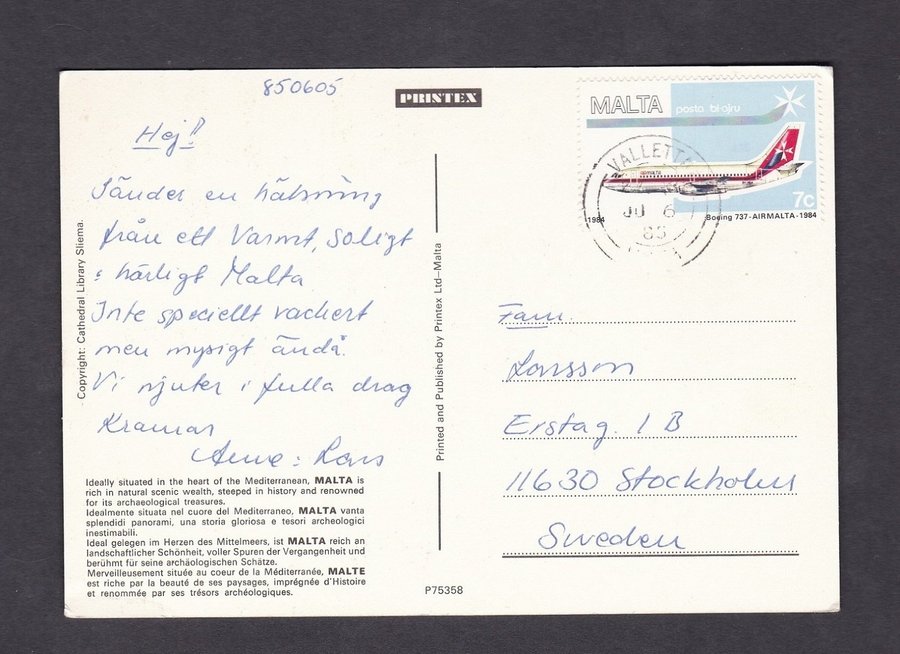 850605
PRINTEX
Hej!
Sänder en hälsning
från ett varmt, soligt
o härligt Malta
Inte speciellt vackert
men mysigt ändå.
Vi njuter i fulla drag
Kramar
Anne o Lars
Copyright: Cathedral Library Sliema.
Ideally situated in the heart of the Mediterranean, MALTA is
rich in natural scenic wealth, steeped in history and renowned
for its archaeological treasures.
Idealmente situata nel cuore del Mediterraneo, MALTA vanta
splendidi panorami, una storia gloriosa e tesori archeologici
inestimabili.
Ideal gelegen im Herzen des Mittelmeers, ist MALTA reich an
landschaftlicher Schönheit, voller Spuren der Vergangenheit und
berühmt für seine archäologischen Schätze.
Merveilleusement située au coeur de la Méditerranée, MALTE
est riche par la beauté de ses paysages, imprégnée d'Histoire
et renommée par ses trésors archéologiques.
Printed and Published by Printex Ltd—Malta
P75358
MALTA posta bl-ajru
airmalta
7c
1984 Boeing 737-AIRMALTA-1984
VALLETTA
JU 6
85
Fam.
Larsson
Erstag. 1 B
11630 Stockholm
Sweden